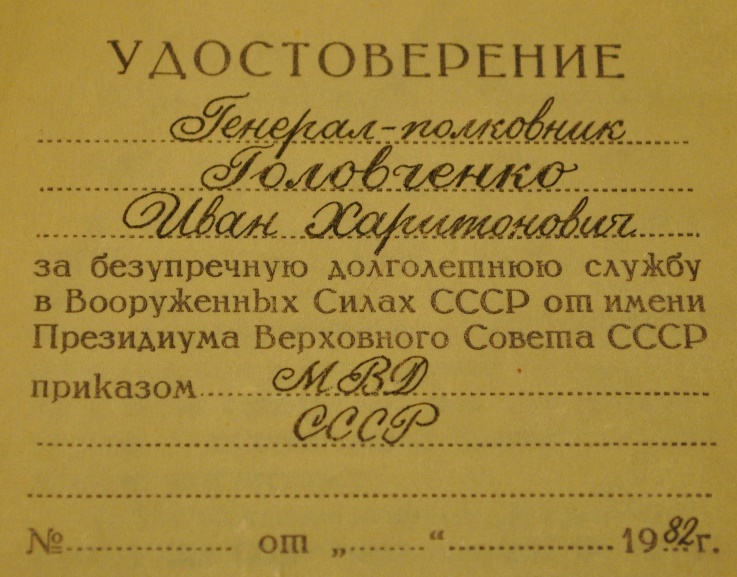 УДОСТОВЕРЕНИЕ
Генерал-полковник
Головченко
Иван Харитонович
за безупречную долголетнюю службу
в Вооруженных Силах СССР от имени
Президиума Верховного Совета СССР
приказом МВД
СССР
№ от „ “ 1982 г.